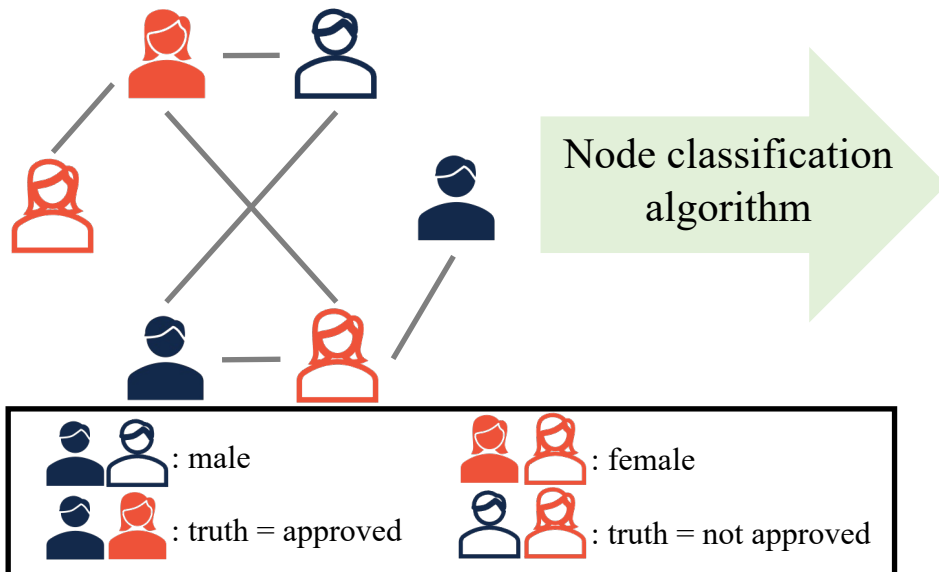 Node classification
algorithm
: male
: female
: truth = approved
: truth = not approved